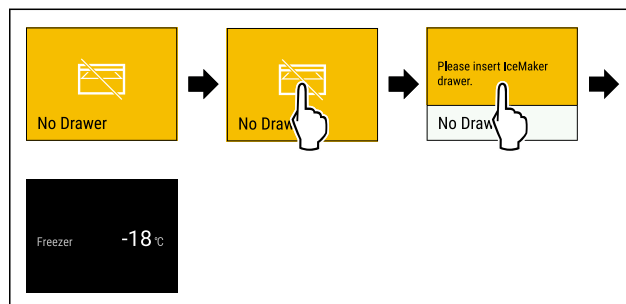 No Drawer
No Draw
Please insert IceMaker
drawer.
No Draw
Freezer -18 °C